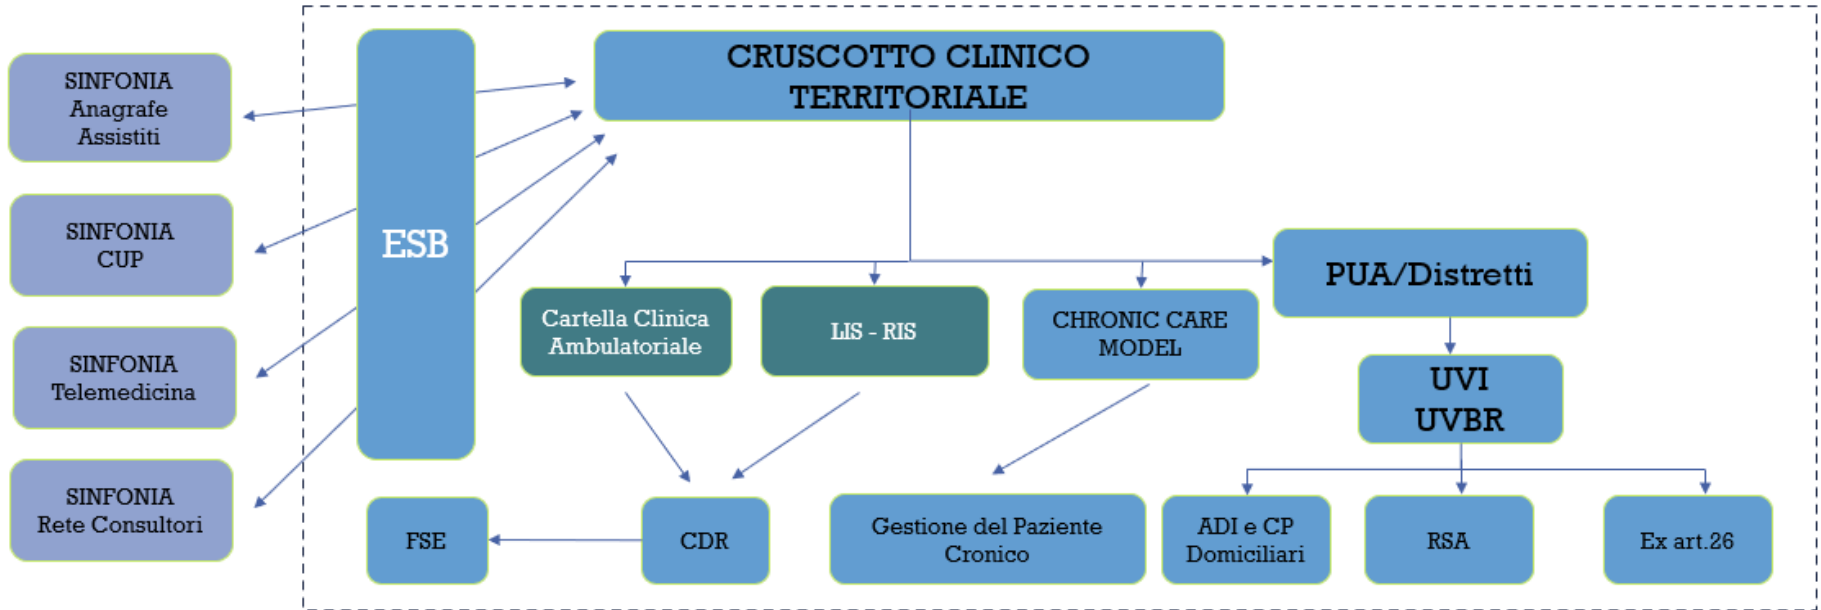 SINFONIA
Anagrafe
Assistiti
SINFONIA
CUP
SINFONIA
Telemedicina
SINFONIA
Rete Consultori
ESB
CRUSCOTTO CLINICO
TERRITORIALE
Cartella Clinica
Ambulatoriale
LIS - RIS
CHRONIC CARE
MODEL
PUA/Distretti
UVI
UVBR
FSE
CDR
Gestione del Paziente
Cronico
ADI e CP
Domiciliari
RSA
Ex art.26